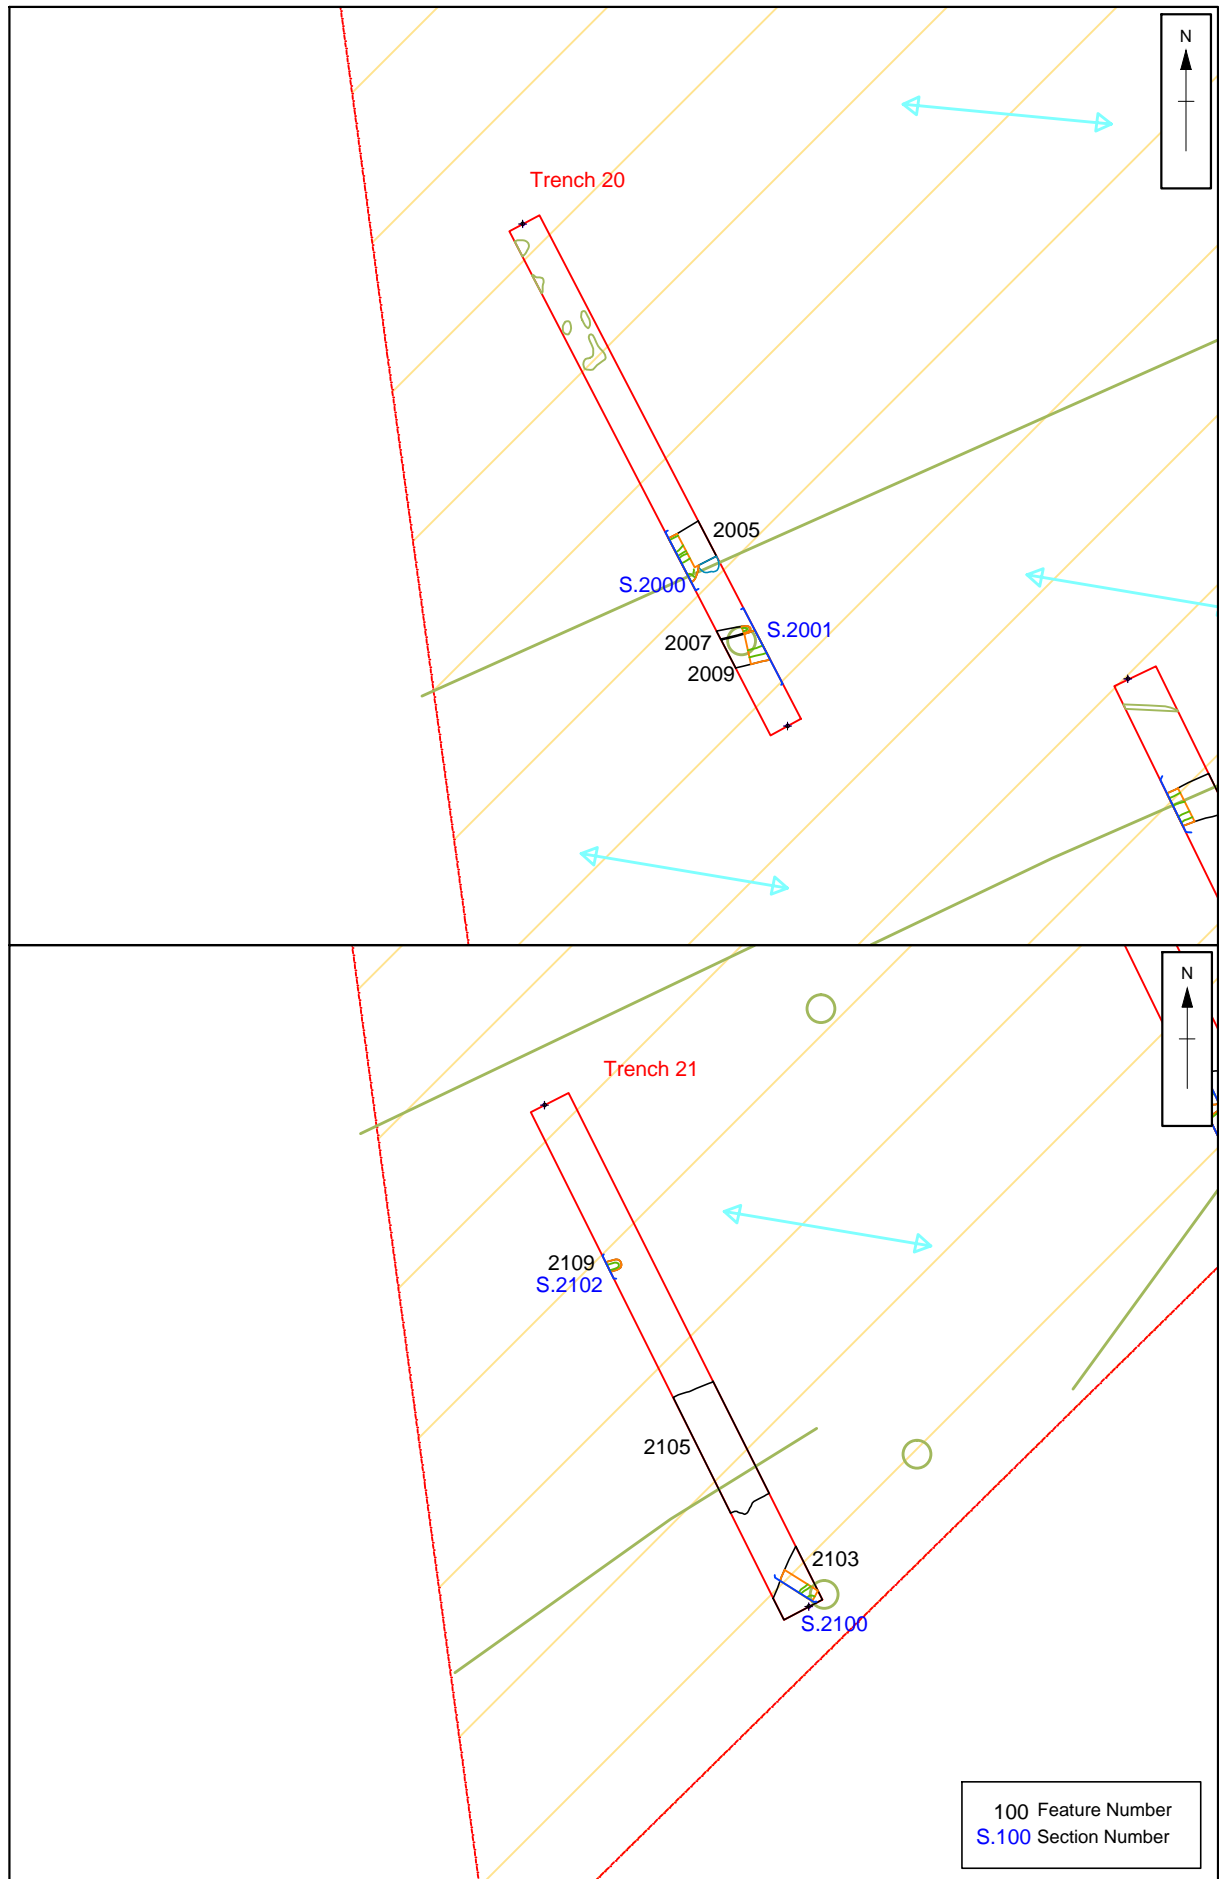 N
Trench 20
2005
S.2000
S.2001
2007
2009
N
Trench 21
2109
S.2102
2105
2103
S.2100
100 Feature Number
S.100 Section Number